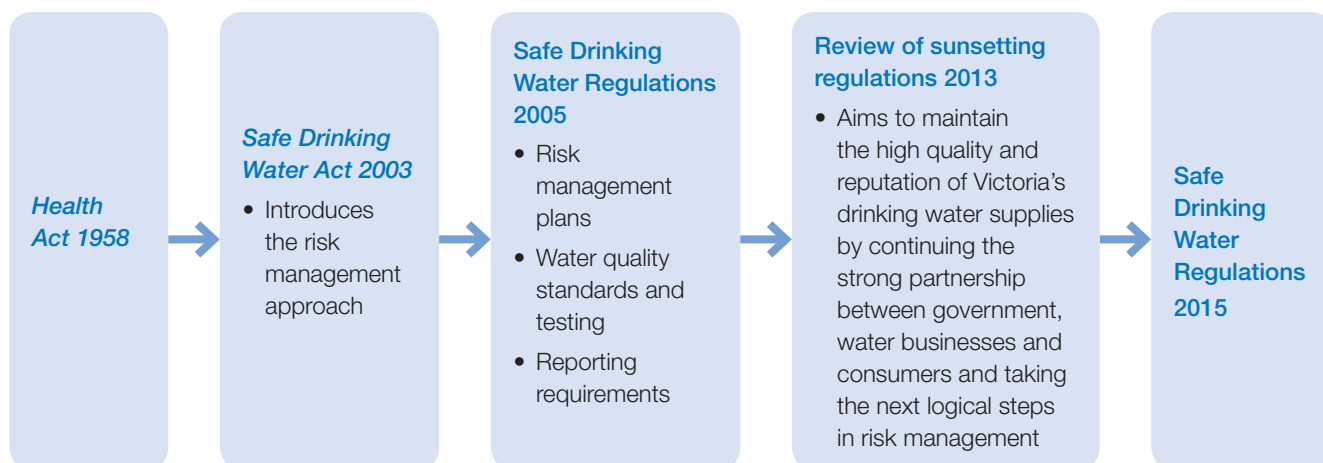 Health
Act 1958
Safe Drinking
Water Act 2003
• Introduces
the risk
management
approach
Safe Drinking
Water Regulations
2005
• Risk
management
plans
• Water quality
standards and
testing
• Reporting
requirements
Review of sunsetting
regulations 2013
• Aims to maintain
the high quality and
reputation of Victoria’s
drinking water supplies
by continuing the
strong partnership
between government,
water businesses and
consumers and taking
the next logical steps
in risk management
Safe
Drinking
Water
Regulations
2015